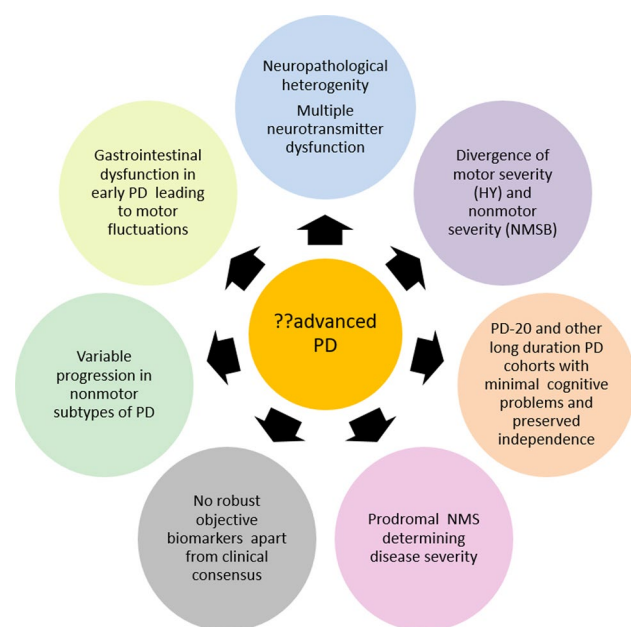 Neuropathological
heterogenity
Multiple
neurotransmitter
dysfunction
Divergence of
motor severity
(HY) and
nonmotor
severity (NMSB)
PD-20 and other
long duration PD
cohorts with
minimal cognitive
problems and
preserved
independence
Prodromal NMS
determining
disease severity
No robust
objective
biomarkers apart
from clinical
consensus
Variable
progression in
nonmotor
subtypes of PD
Gastrointestinal
dysfunction in
early PD leading
to motor
fluctuations
??advanced
PD